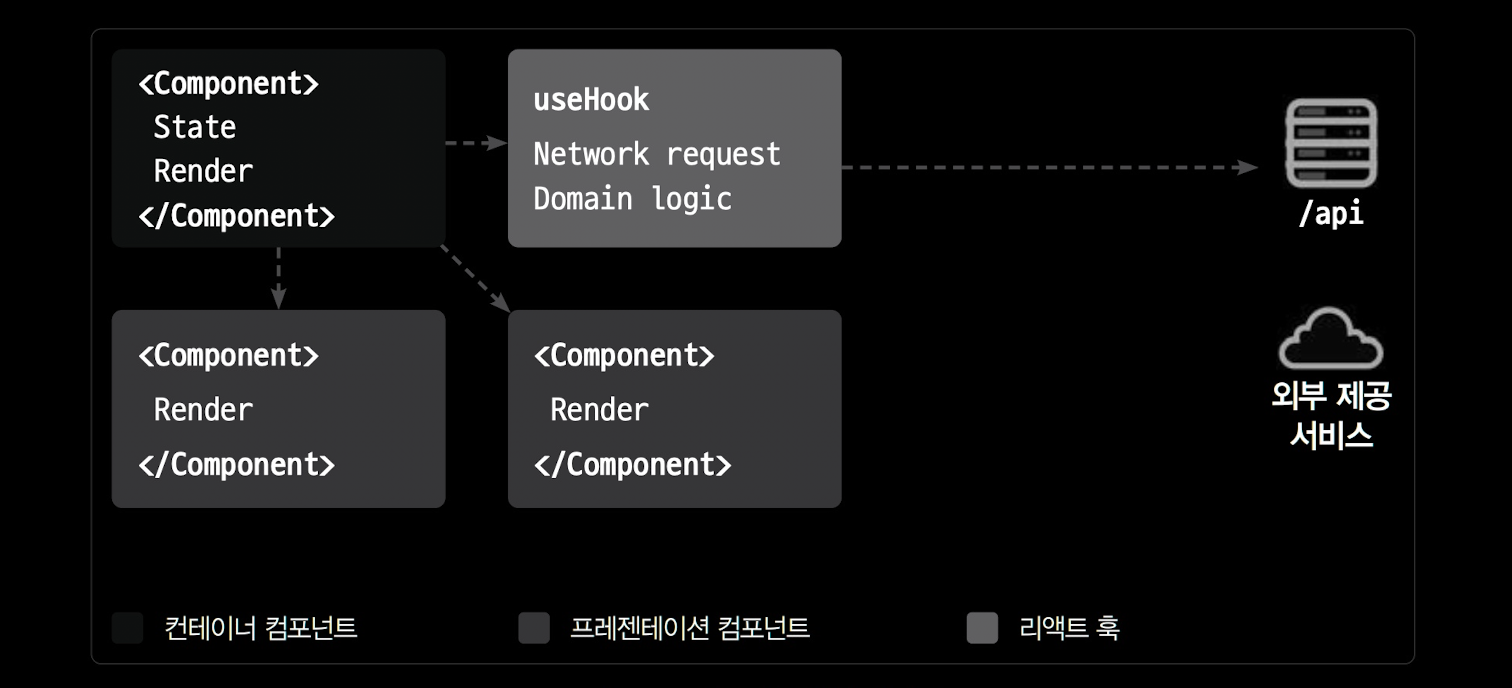 <Component>
State
Render
</Component>
useHook
Network request
Domain logic
/api
<Component>
Render
</Component>
<Component>
Render
</Component>
외부 제공
서비스
컨테이너 컴포넌트
프레젠테이션 컴포넌트
리액트 훅